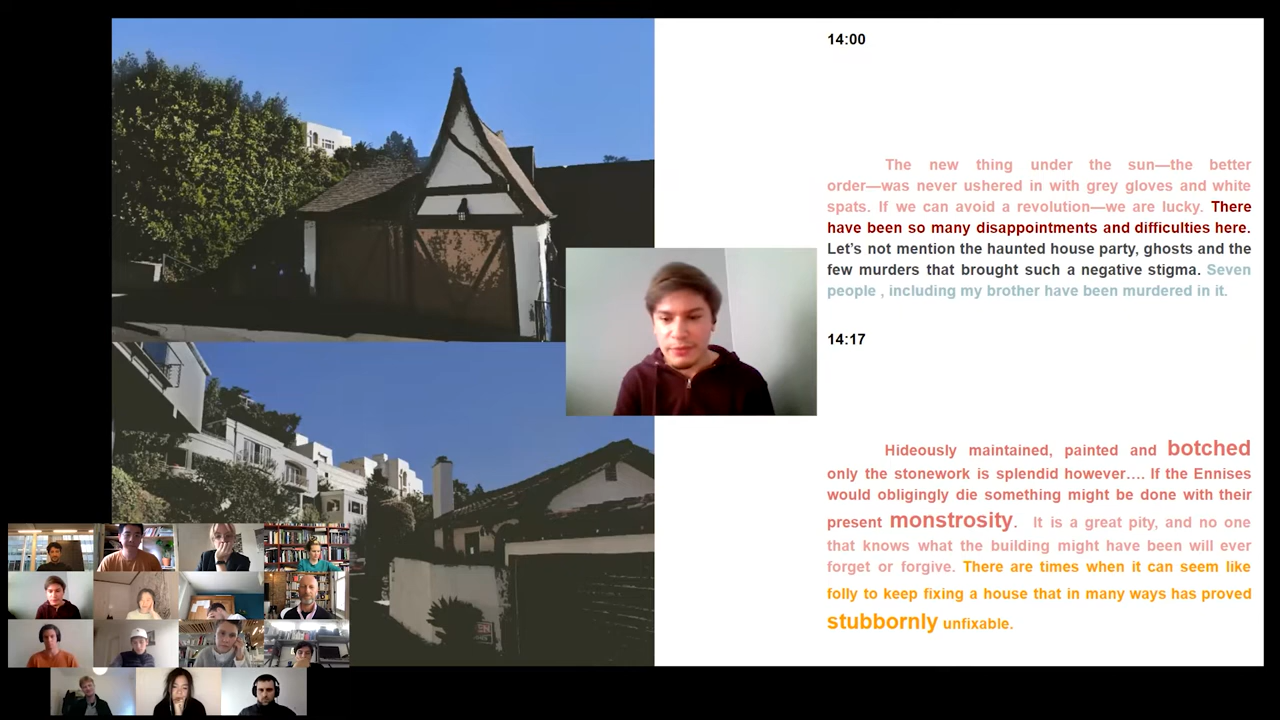 14:00
The new thing under the sun—the better
order—was never ushered in with grey gloves and white
spats. If we can avoid a revolution—we are lucky. There
have been so many disappointments and difficulties here.
Let's not mention the haunted house party, ghosts and the
few murders that brought such a negative stigma. Seven
people , including my brother have been murdered in it.
14:17
Hideously maintained, painted and botched
only the stonework is splendid however…. If the Ennises
would obligingly die something might be done with their
present monstrosity. It is a great pity, and no one
that knows what the building might have been will ever
forget or forgive. There are times when it can seem like
folly to keep fixing a house that in many ways has proved
stubbornly unfixable.